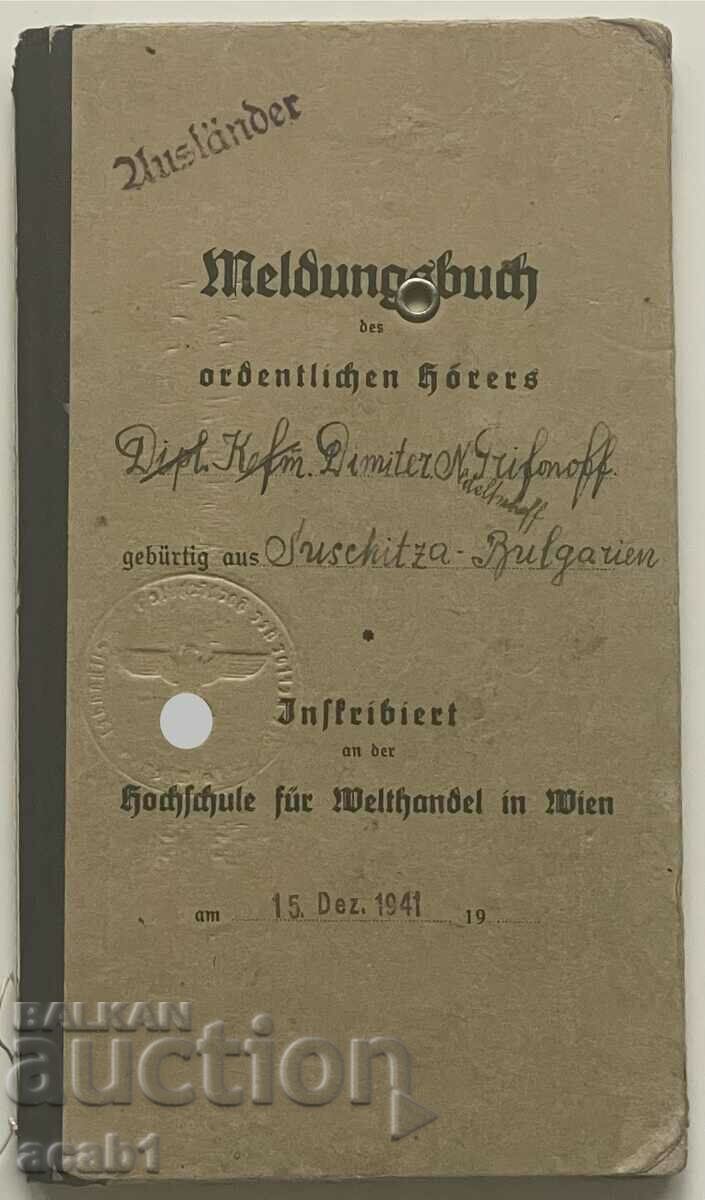 Ausländer
Meldungsbuch
des
ordentlichen Hörers
Dipl. Kfm. Dimiter N. Trifonoff.
gebürtig aus Suschitza - Bulgarien
*
Inskribiert
an der
Hochschule für Welthandel in Wien
am 15. Dez. 1941 19
BALKAN
auction
acab1